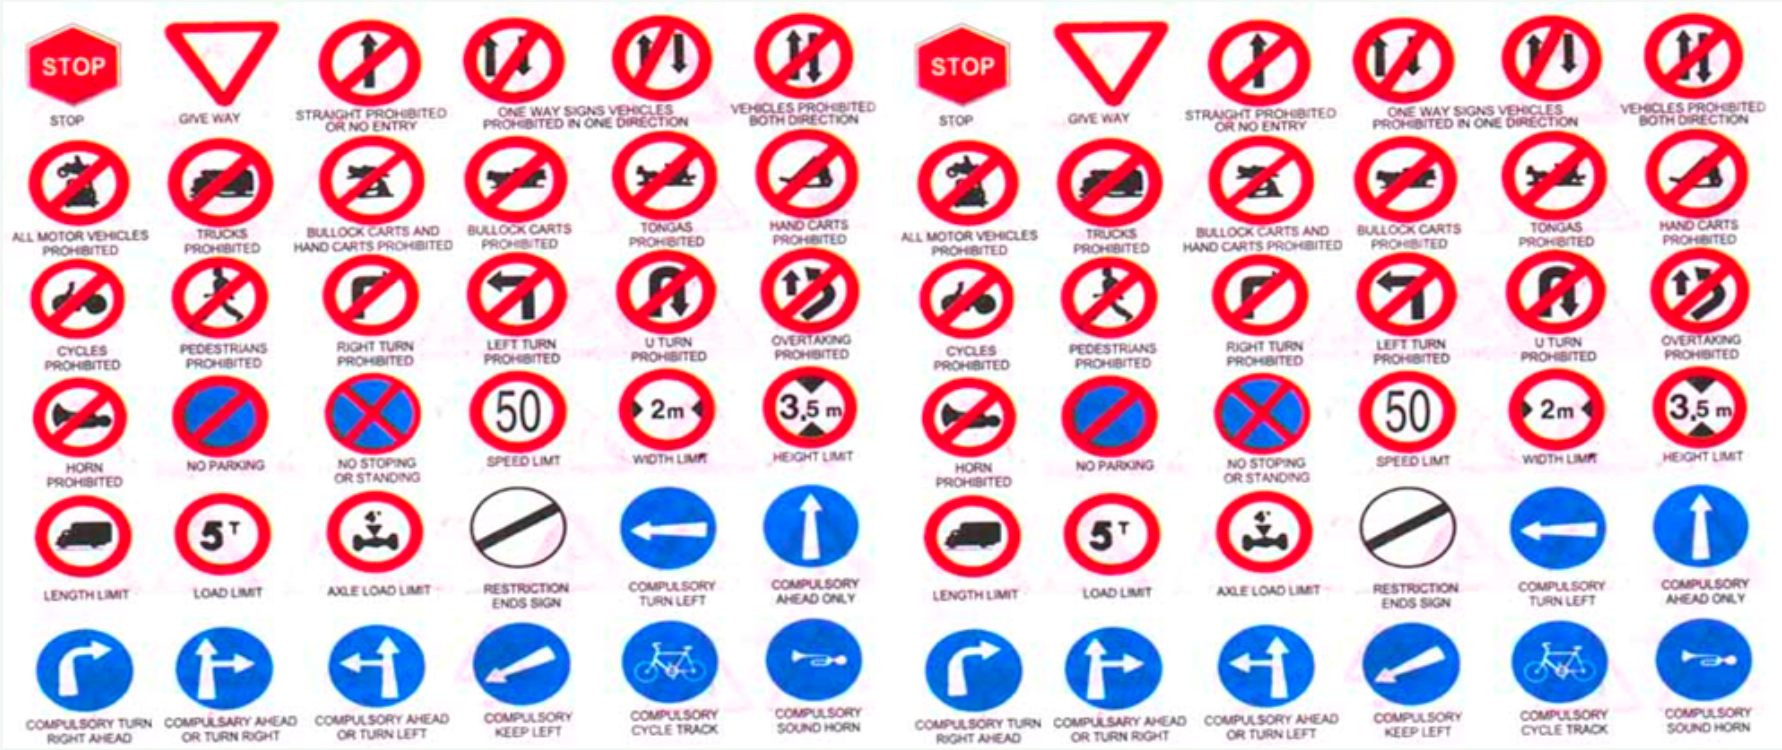 STOP
STOP
GIVE WAY
STRAIGHT PROHIBITED
OR NO ENTRY
ONE WAY SIGNS VEHICLES
PROHIBITED IN ONE DIRECTION
VEHICLES PROHIBITED
BOTH DIRECTION
STOP
STOP
GIVE WAY
STRAIGHT PROHIBITED
OR NO ENTRY
ONE WAY SIGNS VEHICLES
PROHIBITED IN ONE DIRECTION
VEHICLES PROHIBITED
BOTH DIRECTION
ALL MOTOR VEHICLES
PROHIBITED
TRUCKS
PROHIBITED
BULLOCK CARTS AND
HAND CARTS PROHIBITED
BULLOCK CARTS
PROHIBITED
TONGAS
PROHIBITED
HAND CARTS
PROHIBITED
ALL MOTOR VEHICLES
PROHIBITED
TRUCKS
PROHIBITED
BULLOCK CARTS AND
HAND CARTS PROHIBITED
BULLOCK CARTS
PROHIBITED
TONGAS
PROHIBITED
HAND CARTS
PROHIBITED
CYCLES
PROHIBITED
PEDESTRIANS
PROHIBITED
RIGHT TURN
PROHIBITED
LEFT TURN
PROHIBITED
U TURN
PROHIBITED
OVERTAKING
PROHIBITED
CYCLES
PROHIBITED
PEDESTRIANS
PROHIBITED
RIGHT TURN
PROHIBITED
LEFT TURN
PROHIBITED
U TURN
PROHIBITED
OVERTAKING
PROHIBITED
HORN
PROHIBITED
NO PARKING
NO STOPING
OR STANDING
50
SPEED LIMT
2m
WIDTH LIMIT
3,5 m
HEIGHT LIMIT
HORN
PROHIBITED
NO PARKING
NO STOPING
OR STANDING
50
SPEED LIMT
2m
WIDTH LIMIT
3,5 m
HEIGHT LIMIT
LENGTH LIMIT
5 T
LOAD LIMIT
4'
AXLE LOAD LIMIT
RESTRICTION
ENDS SIGN
COMPULSORY
TURN LEFT
COMPULSORY
AHEAD ONLY
LENGTH LIMIT
5 T
LOAD LIMIT
4'
AXLE LOAD LIMIT
RESTRICTION
ENDS SIGN
COMPULSORY
TURN LEFT
COMPULSORY
AHEAD ONLY
COMPULSORY TURN
RIGHT AHEAD
COMPULSARY AHEAD
OR TURN RIGHT
COMPULSORY AHEAD
OR TURN LEFT
COMPULSORY
KEEP LEFT
COMPULSORY
CYCLE TRACK
COMPULSORY
SOUND HORN
COMPULSORY TURN
RIGHT AHEAD
COMPULSARY AHEAD
OR TURN RIGHT
COMPULSORY AHEAD
OR TURN LEFT
COMPULSORY
KEEP LEFT
COMPULSORY
CYCLE TRACK
COMPULSORY
SOUND HORN